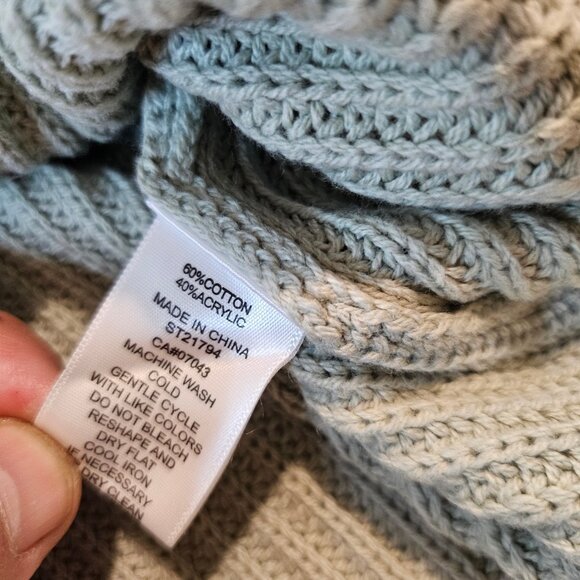 60%COTTON
40%ACRYLIC
MADE IN CHINA
ST21794
CA#07043
MACHINE WASH
COLD
GENTLE CYCLE
WITH LIKE COLORS
DO NOT BLEACH
RESHAPE AND
DRY FLAT
COOL IRON
NECESSARY
DRY CLEAN